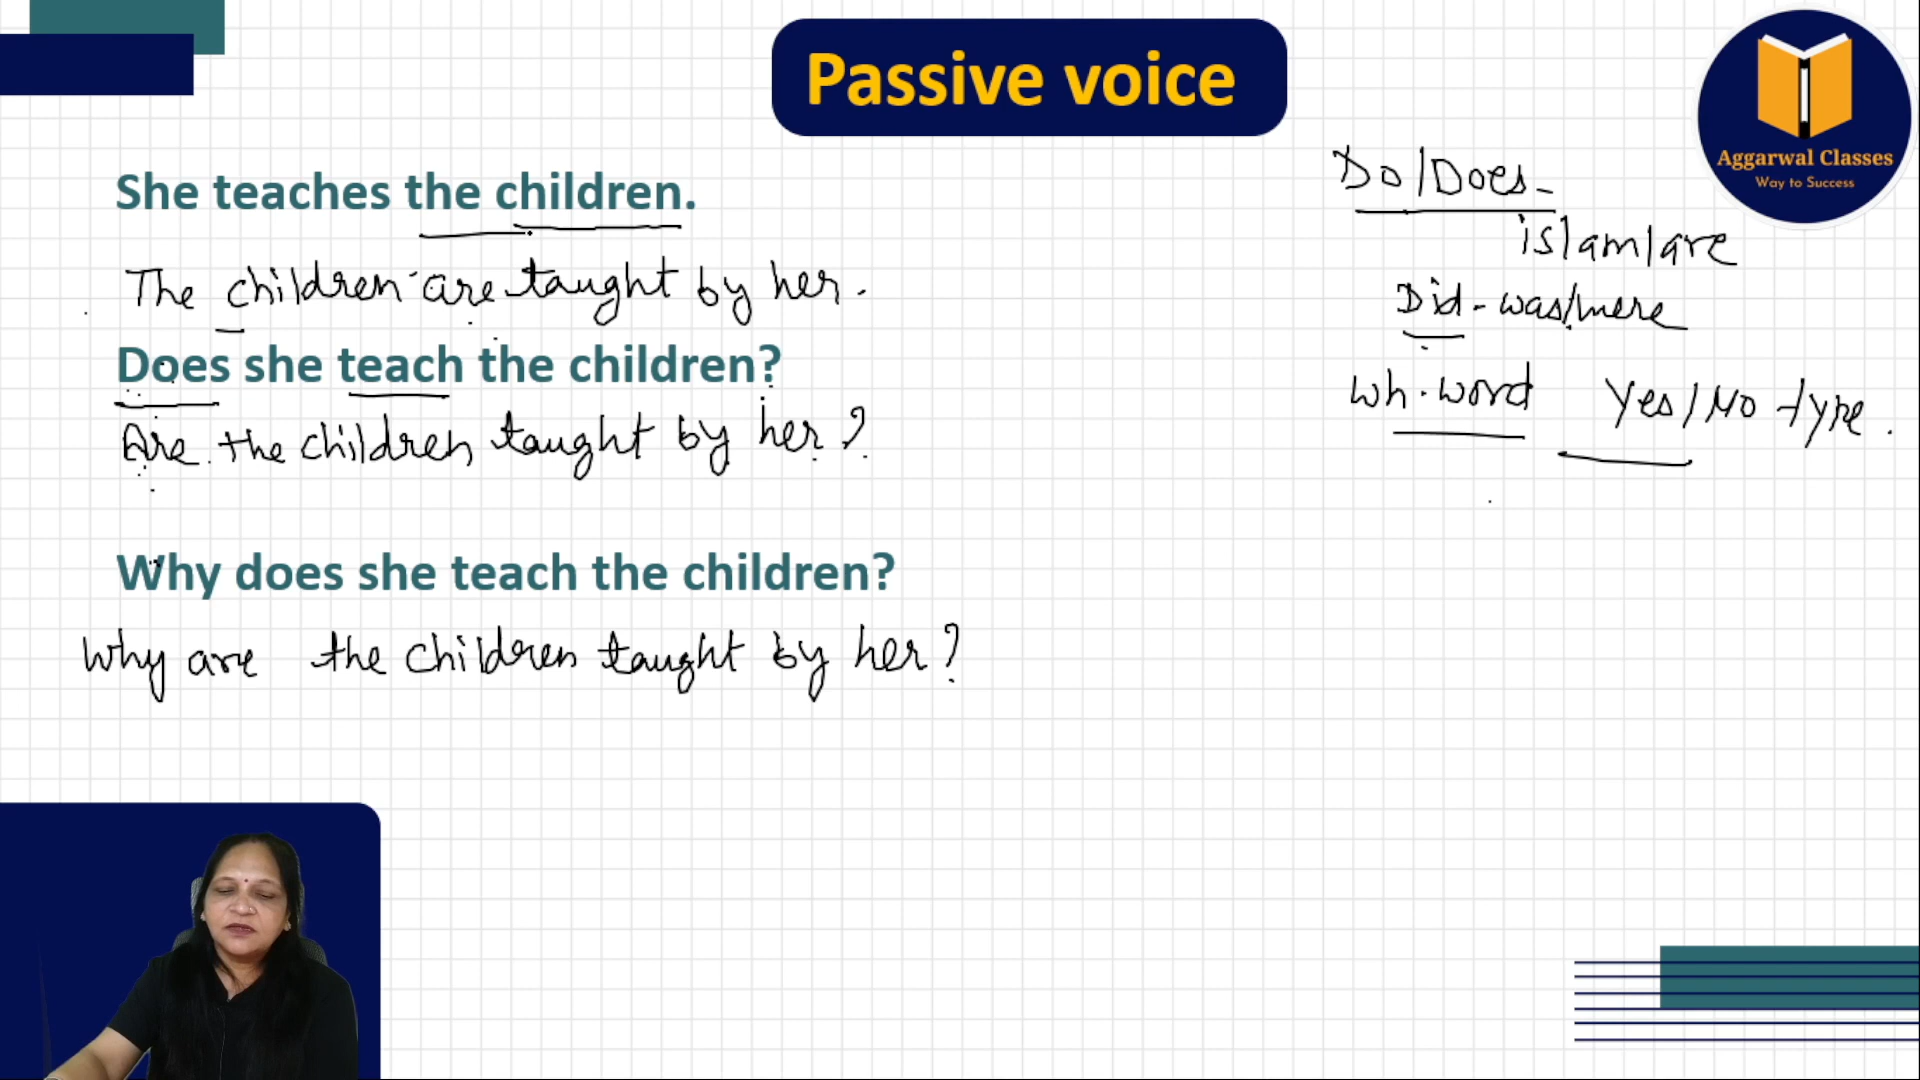 Passive voice
Aggarwal Classes
Way to Success
She teaches the children.
The children are taught by her.
Does she teach the children?
Are the children taught by her?
Why does she teach the children?
Why are the children taught by her?
Do/Does-
is/am/are
Did - was/were
Wh-word
Yes/No type.